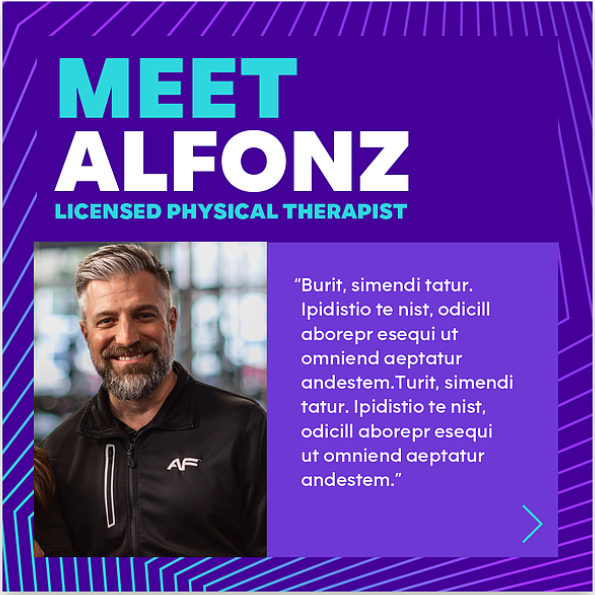 MEET
ALFONZ
LICENSED PHYSICAL THERAPIST
“Burit, simendi tatur.
Ipidistio te nist, odicill
aborepr esequi ut
omniend aeptatur
andestem.Turit, simendi
tatur. Ipidistio te nist,
odicill aborepr esequi
ut omniend aeptatur
andestem.”
AF